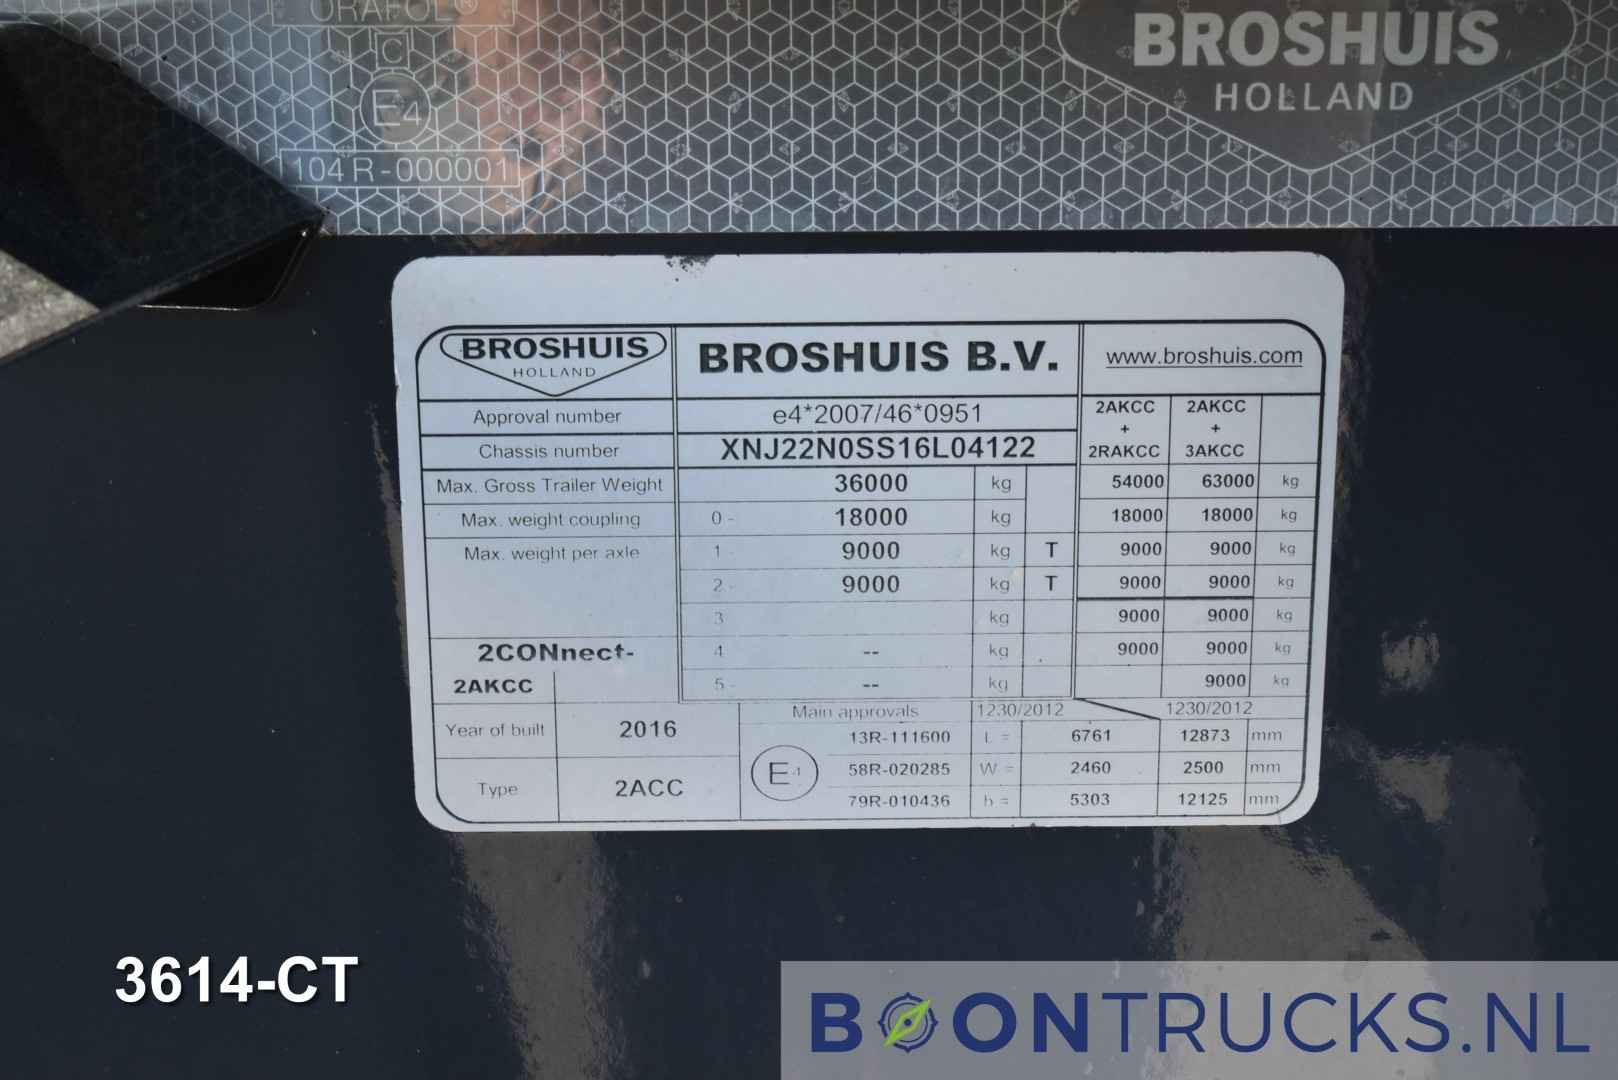 ORAFOL®
C
E4
104 R-000001
BROSHUIS
HOLLAND
BROSHUIS
HOLLAND
BROSHUIS B.V.
www.broshuis.com
Approval number e4*2007/46*0951
2AKCC + 2RAKCC 2AKCC + 3AKCC
Chassis number XNJ22N0SS16L04122
Max. Gross Trailer Weight 36000 kg 54000 63000 kg
Max. weight coupling 0 - 18000 kg 18000 18000 kg
Max. weight per axle 1 - 9000 kg T 9000 9000 kg
2 - 9000 kg T 9000 9000 kg
3 kg 9000 9000 kg
2CONnect- 4 -- kg 9000 9000 kg
2AKCC 5 - -- kg 9000 kg
Main approvals 1230/2012 1230/2012
Year of built 2016 13R-111600 L = 6761 12873 mm
58R-020285 W = 2460 2500 mm
Type 2ACC 79R-010436 h = 5303 12125 mm
3614-CT
BOONTRUCKS.NL